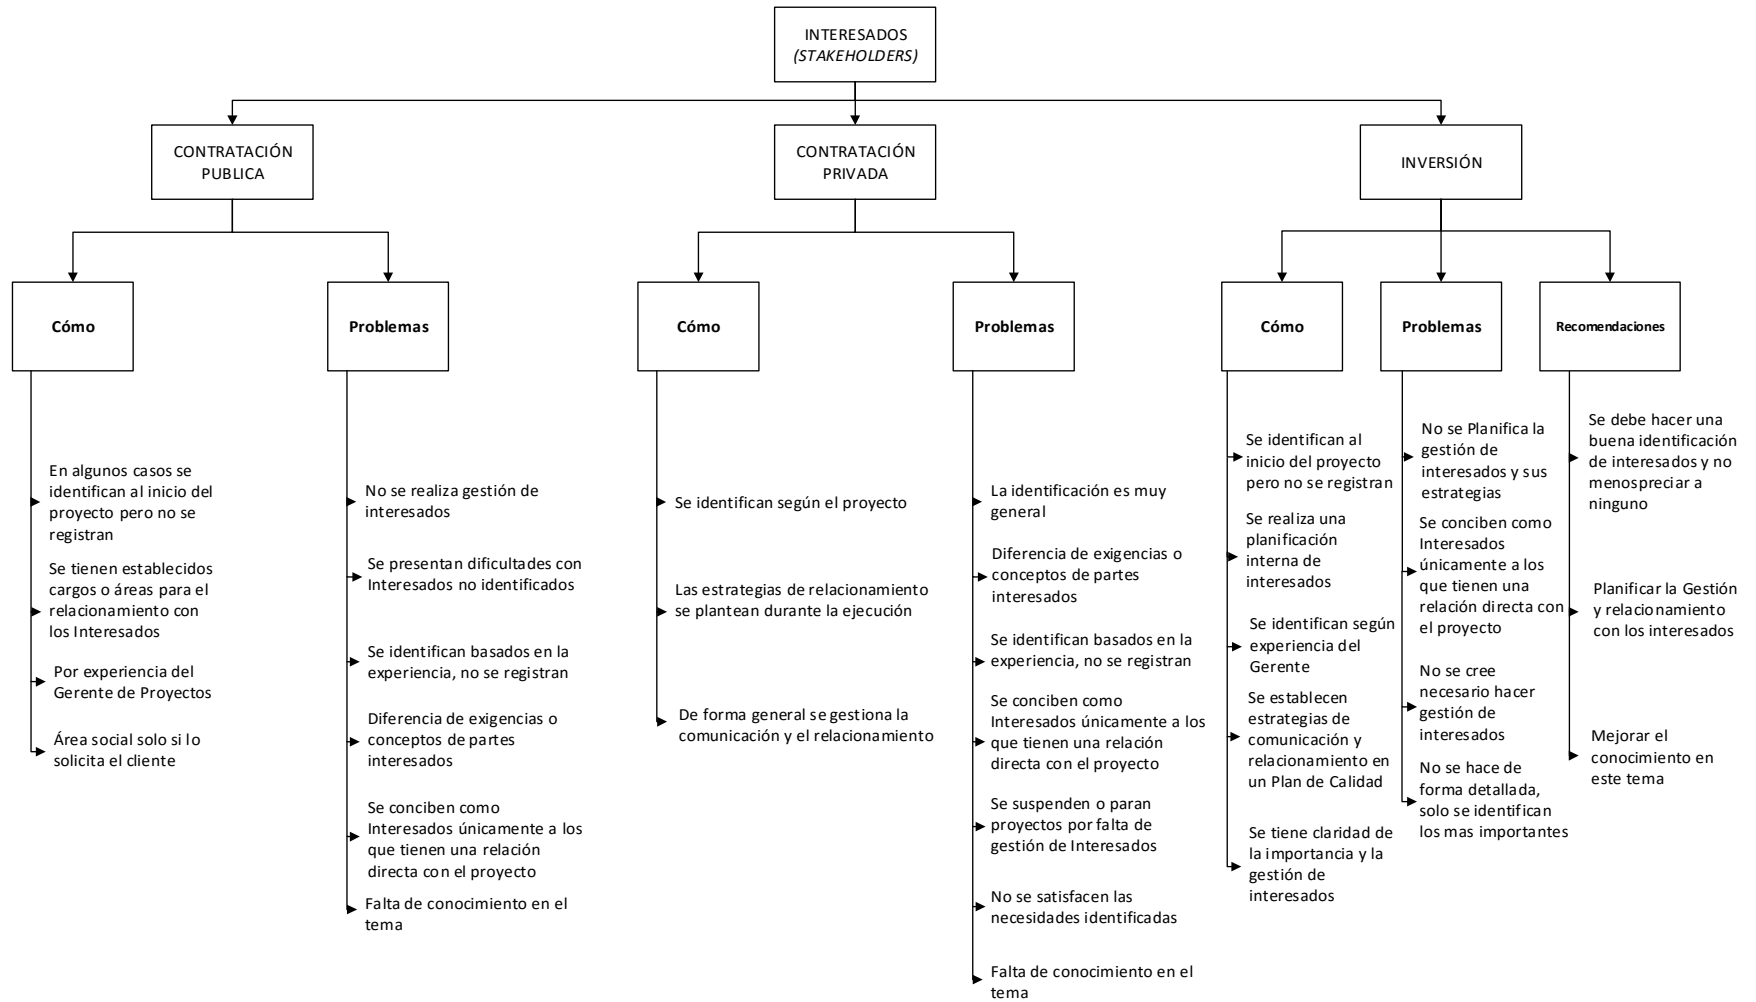 INTERESADOS
(STAKEHOLDERS)
CONTRATACIÓN
PUBLICA
CONTRATACIÓN
PRIVADA
INVERSIÓN
Cómo
Problemas
Cómo
Problemas
Cómo
Problemas
Recomendaciones
En algunos casos se
identifican al inicio del
proyecto pero no se
registran
Se tienen establecidos
cargos o áreas para el
relacionamiento con
los Interesados
Por experiencia del
Gerente de Proyectos
Área social solo si lo
solicita el cliente
No se realiza gestión de
interesados
Se presentan dificultades con
Interesados no identificados
Se identifican basados en la
experiencia, no se registran
Diferencia de exigencias o
conceptos de partes
interesados
Se conciben como
Interesados únicamente a los
que tienen una relación
directa con el proyecto
Falta de conocimiento en el
tema
Se identifican según el proyecto
Las estrategias de relacionamiento
se plantean durante la ejecución
De forma general se gestiona la
comunicación y el relacionamiento
La identificación es muy
general
Diferencia de exigencias o
conceptos de partes
interesados
Se identifican basados en la
experiencia, no se registran
Se conciben como
Interesados únicamente a los
que tienen una relación
directa con el proyecto
Se suspenden o paran
proyectos por falta de
gestión de Interesados
No se satisfacen las
necesidades identificadas
Falta de conocimiento en el
tema
Se identifican al
inicio del proyecto
pero no se registran
Se realiza una
planificación
interna de
interesados
Se identifican según
experiencia del
Gerente
Se establecen
estrategias de
comunicación y
relacionamiento en
un Plan de Calidad
Se tiene claridad de
la importancia y la
gestión de
interesados
No se Planifica la
gestión de
interesados y sus
estrategias
Se conciben como
Interesados
únicamente a los
que tienen una
relación directa con
el proyecto
No se cree
necesario hacer
gestión de
interesados
No se hace de
forma detallada,
solo se identifican
los mas importantes
Se debe hacer una
buena identificación
de interesados y no
menospreciar a
ninguno
Planificar la Gestión
y relacionamiento
con los interesados
Mejorar el
conocimiento en
este tema